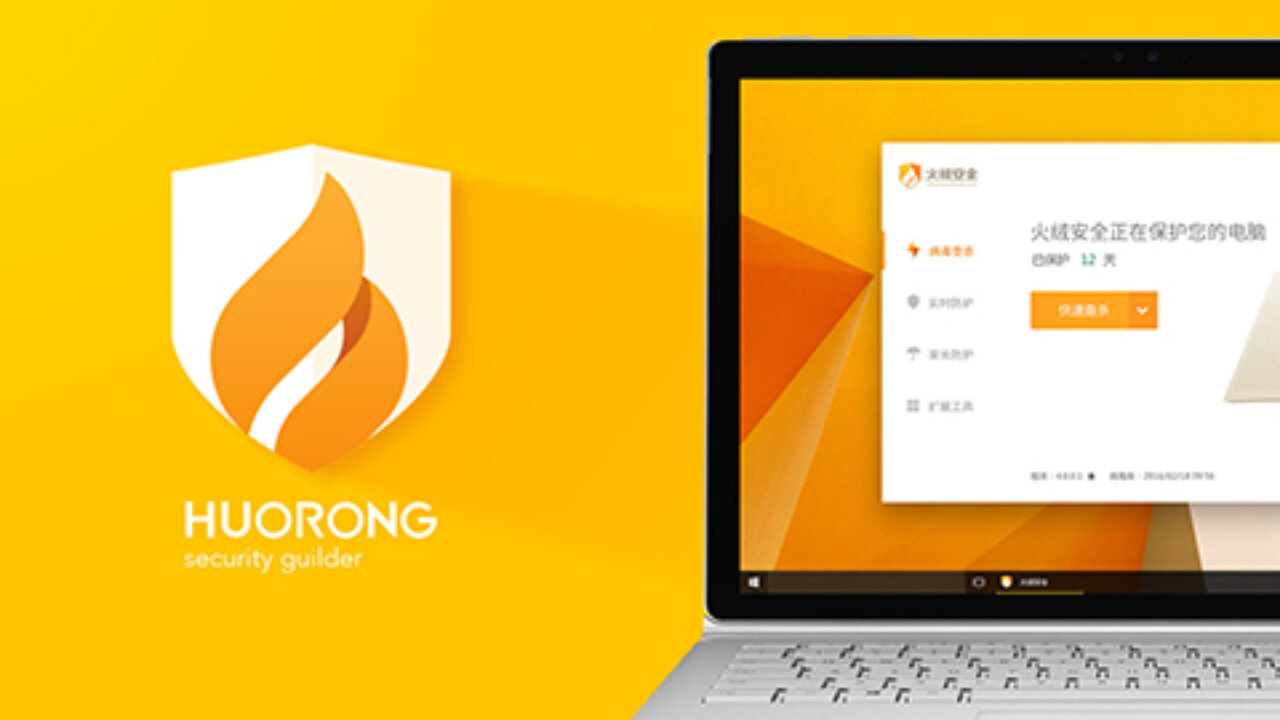 HUORONG
security guilder
火绒安全
火绒安全正在保护您的电脑
已保护 12 天
病毒查杀
快速查杀
实时防护
家长防护
扩展工具